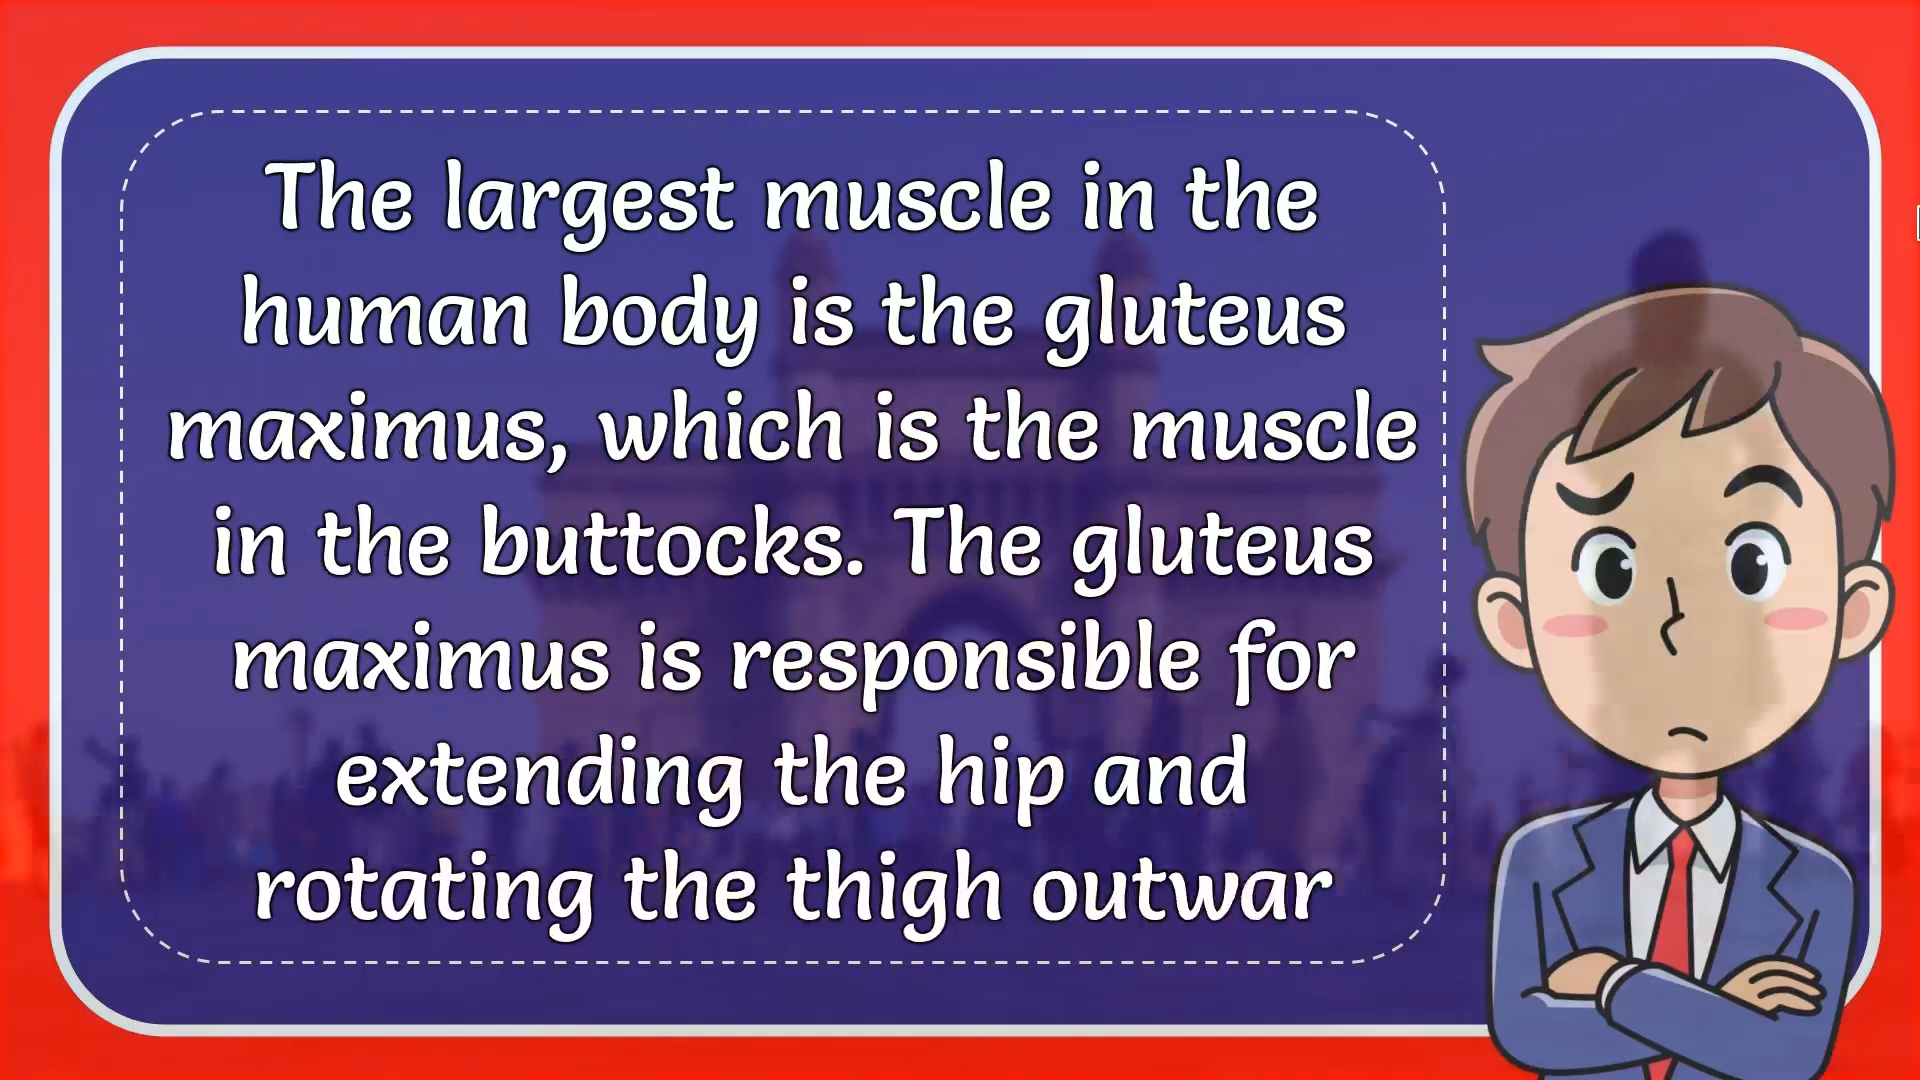 The largest muscle in the
human body is the gluteus
maximus, which is the muscle
in the buttocks. The gluteus
maximus is responsible for
extending the hip and
rotating the thigh outwar